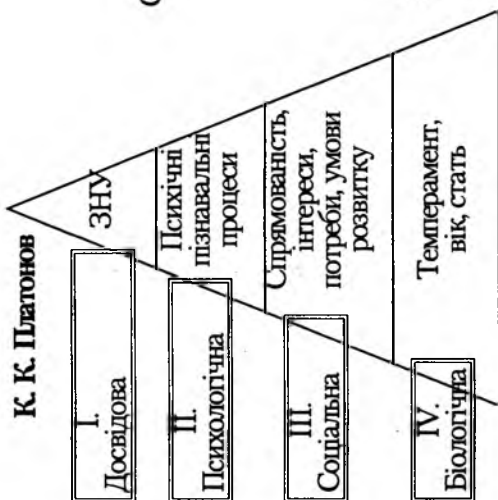 К. К. Платонов
I.
Досвідова
ЗНУ
II.
Психологічна
Психічні
пізнавальні
процеси
III.
Соціальна
Спрямованість,
інтереси,
потреби, умови
розвитку
IV.
Біологічна
Темперамент,
вік, стать